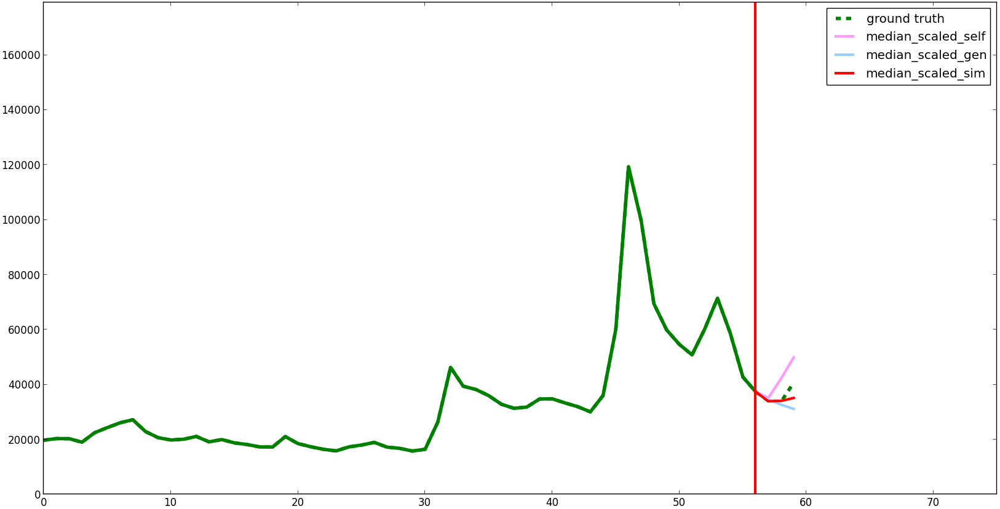 ground truth
median_scaled_self
median_scaled_gen
median_scaled_sim
160000
140000
120000
100000
80000
60000
40000
20000
0
0 10 20 30 40 50 60 70